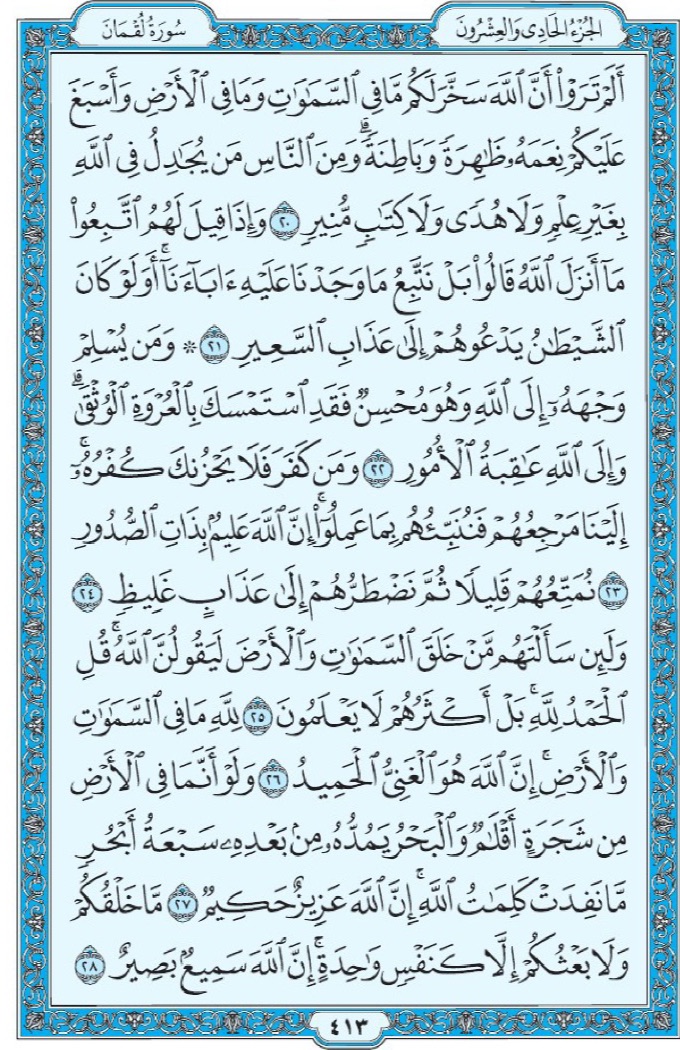 الجُزْءُ الحَادِي وَالعِشْرُونَ
سُورَةُ لُقْمَانَ
أَلَمۡ تَرَوۡاْ أَنَّ ٱللَّهَ سَخَّرَ لَكُم مَّا فِي ٱلسَّمَٰوَٰتِ وَمَا فِي ٱلۡأَرۡضِ وَأَسۡبَغَ
عَلَيۡكُمۡ نِعَمَهُۥ ظَٰهِرَةٗ وَبَاطِنَةٗۗ وَمِنَ ٱلنَّاسِ مَن يُجَٰدِلُ فِي ٱللَّهِ
بِغَيۡرِ عِلۡمٖ وَلَا هُدٗى وَلَا كِتَٰبٖ مُّنِيرٖ ٢٠ وَإِذَا قِيلَ لَهُمُ ٱتَّبِعُواْ
مَآ أَنزَلَ ٱللَّهُ قَالُواْ بَلۡ نَتَّبِعُ مَا وَجَدۡنَا عَلَيۡهِ ءَابَآءَنَآۚ أَوَلَوۡ كَانَ
ٱلشَّيۡطَٰنُ يَدۡعُوهُمۡ إِلَىٰ عَذَابِ ٱلسَّعِيرِ ٢١ ۞ وَمَن يُسۡلِمۡ
وَجۡهَهُۥٓ إِلَى ٱللَّهِ وَهُوَ مُحۡسِنٞ فَقَدِ ٱسۡتَمۡسَكَ بِٱلۡعُرۡوَةِ ٱلۡوُثۡقَىٰۗ
وَإِلَى ٱللَّهِ عَٰقِبَةُ ٱلۡأُمُورِ ٢٢ وَمَن كَفَرَ فَلَا يَحۡزُنكَ كُفۡرُهُۥٓۚ
إِلَيۡنَا مَرۡجِعُهُمۡ فَنُنَبِّئُهُم بِمَا عَمِلُوٓاْۚ إِنَّ ٱللَّهَ عَلِيمُۢ بِذَاتِ ٱلصُّدُورِ
٢٣ نُمَتِّعُهُمۡ قَلِيلٗا ثُمَّ نَضۡطَرُّهُمۡ إِلَىٰ عَذَابٍ غَلِيظٖ ٢٤
وَلَئِن سَأَلۡتَهُم مَّنۡ خَلَقَ ٱلسَّمَٰوَٰتِ وَٱلۡأَرۡضَ لَيَقُولُنَّ ٱللَّهُۚ قُلِ
ٱلۡحَمۡدُ لِلَّهِۚ بَلۡ أَكۡثَرُهُمۡ لَا يَعۡلَمُونَ ٢٥ لِلَّهِ مَا فِي ٱلسَّمَٰوَٰتِ
وَٱلۡأَرۡضِۚ إِنَّ ٱللَّهَ هُوَ ٱلۡغَنِيُّ ٱلۡحَمِيدُ ٢٦ وَلَوۡ أَنَّمَا فِي ٱلۡأَرۡضِ
مِن شَجَرَةٍ أَقۡلَٰمٞ وَٱلۡبَحۡرُ يَمُدُّهُۥ مِنۢ بَعۡدِهِۦ سَبۡعَةُ أَبۡحُرٖ
مَّا نَفِدَتۡ كَلِمَٰتُ ٱللَّهِۚ إِنَّ ٱللَّهَ عَزِيزٌ حَكِيمٞ ٢٧ مَّا خَلۡقُكُمۡ
وَلَا بَعۡثُكُمۡ إِلَّا كَنَفۡسٖ وَٰحِدَةٍۚ إِنَّ ٱللَّهَ سَمِيعُۢ بَصِيرٌ ٢٨
٤١٣